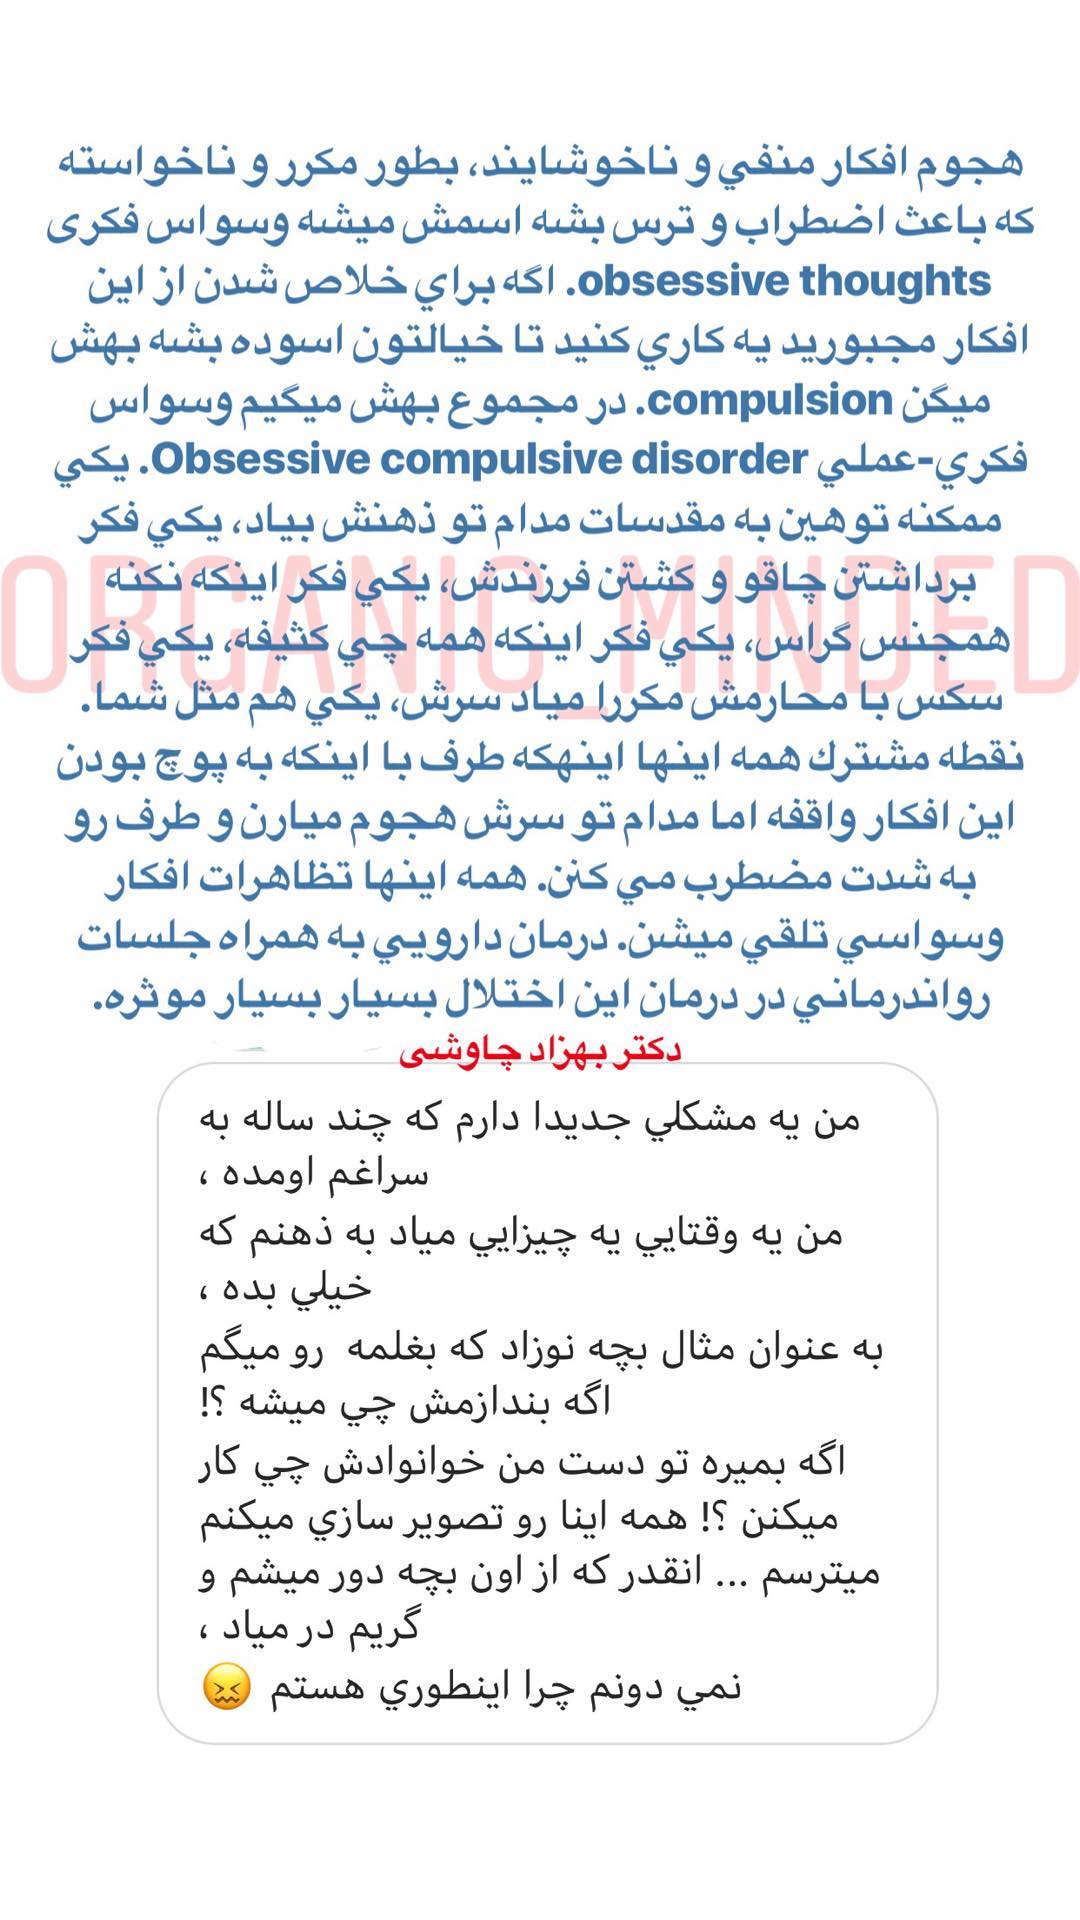 هجوم افكار منفي و ناخوشايند، بطور مكرر و ناخواسته
كه باعث اضطراب و ترس بشه اسمش ميشه وسواس فكری
obsessive thoughts. اگه براي خلاص شدن از اين
افكار مجبوريد يه كاري كنيد تا خيالتون اسوده بشه بهش
ميگن compulsion. در مجموع بهش ميگيم وسواس
فكري-عملي Obsessive compulsive disorder. يكي
ممكنه توهين به مقدسات مدام تو ذهنش بياد، يكي فكر
برداشتن چاقو و كشتن فرزندش، يكي فكر اينكه نكنه
ORGANIC_MINDED
همجنس گراس، يكي فكر اينكه همه چي كثيفه، يكي فكر
سكس با محارمش مكررا مياد سرش، يكي هم مثل شما.
نقطه مشترك همه اينها اينهكه طرف با اينكه به پوچ بودن
اين افكار واقفه اما مدام تو سرش هجوم ميارن و طرف رو
به شدت مضطرب مي كنن. همه اينها تظاهرات افكار
وسواسي تلقي ميشن. درمان دارويي به همراه جلسات
رواندرماني در درمان اين اختلال بسيار بسيار موثره.
دکتر بهزاد چاوشی
من يه مشكلي جديدا دارم كه چند ساله به
سراغم اومده ،
من يه وقتايي يه چيزايي مياد به ذهنم كه
خيلي بده ،
به عنوان مثال بچه نوزاد كه بغلمه رو ميگم
اگه بندازمش چي ميشه ؟!
اگه بميره تو دست من خوانوادش چي كار
ميكنن ؟! همه اينا رو تصوير سازي ميكنم
ميترسم ... انقدر كه از اون بچه دور ميشم و
گريم در مياد ،
نمي دونم چرا اينطوري هستم 😖